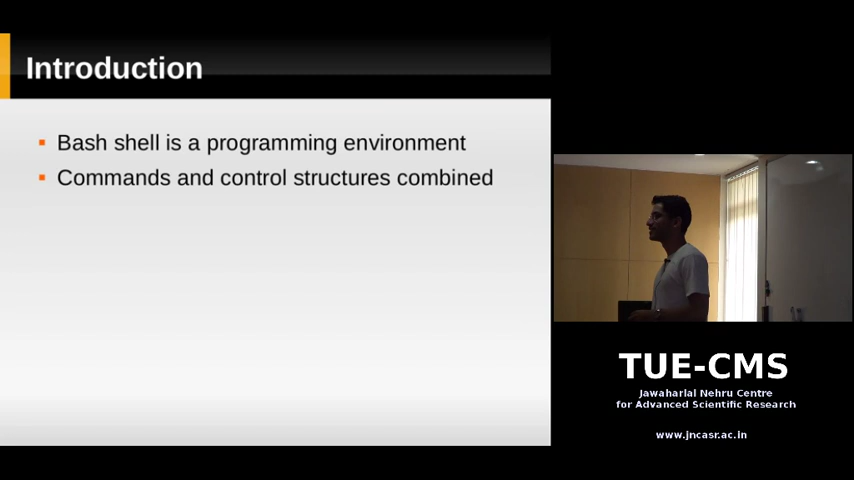 Introduction
Bash shell is a programming environment
Commands and control structures combined
TUE-CMS
Jawaharlal Nehru Centre
for Advanced Scientific Research
www.jncasr.ac.in